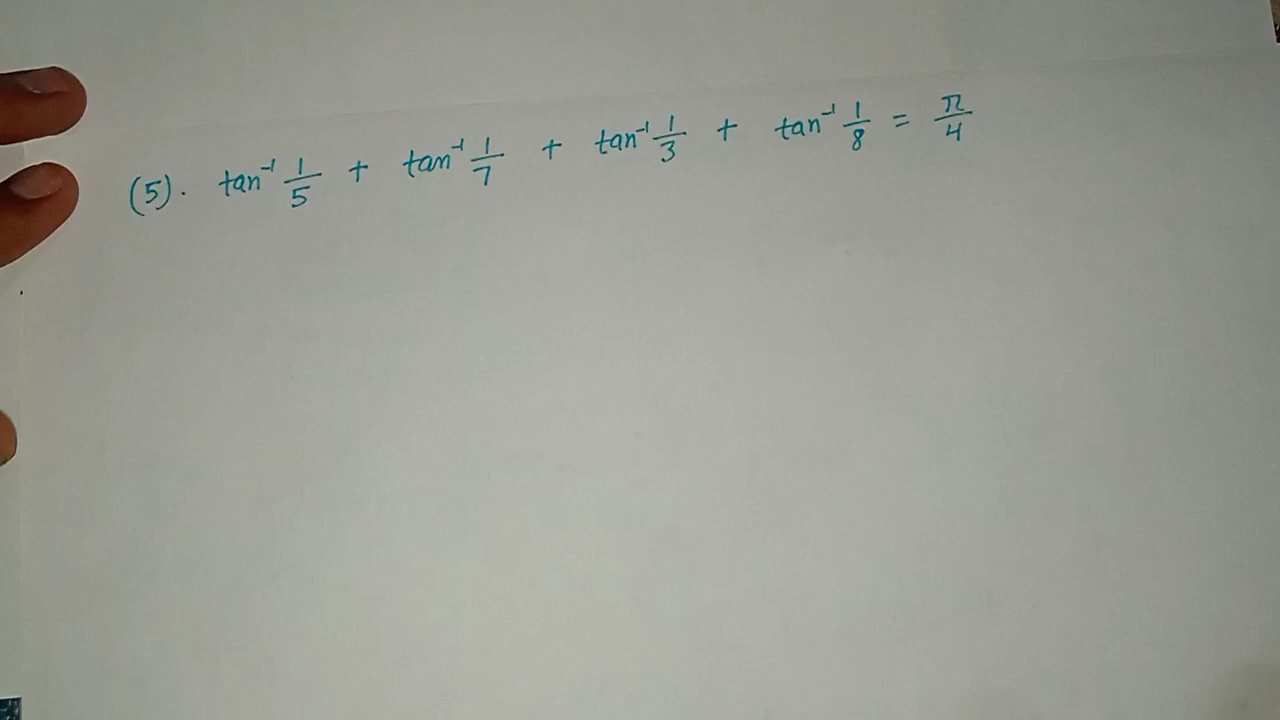 (5). tan⁻¹ 1/5 + tan⁻¹ 1/7 + tan⁻¹ 1/3 + tan⁻¹ 1/8 = π/4